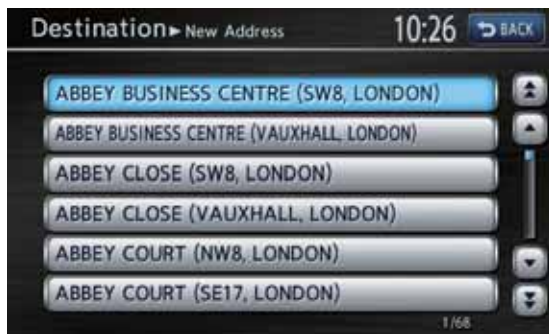 Destination ▸ New Address 10:26 BACK
ABBEY BUSINESS CENTRE (SW8, LONDON)
ABBEY BUSINESS CENTRE (VAUXHALL, LONDON)
ABBEY CLOSE (SW8, LONDON)
ABBEY CLOSE (VAUXHALL, LONDON)
ABBEY COURT (NW8, LONDON)
ABBEY COURT (SE17, LONDON)
1/68